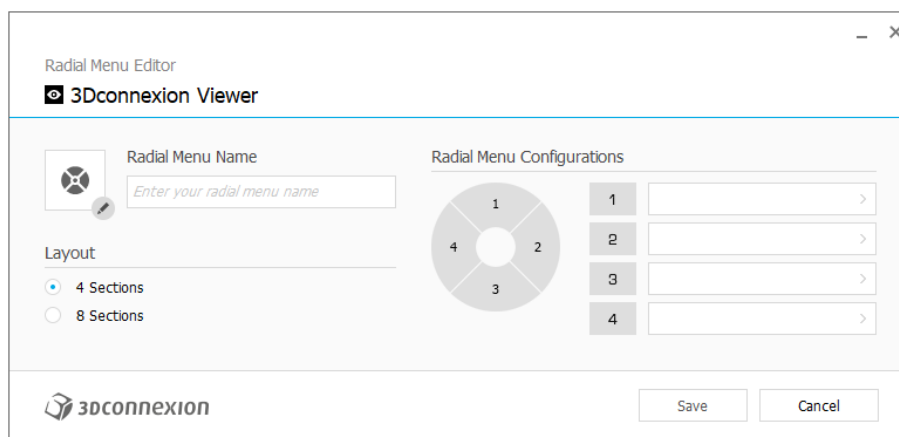 Radial Menu Editor
3Dconnexion Viewer
Radial Menu Name
Enter your radial menu name
Layout
4 Sections
8 Sections
Radial Menu Configurations
1
2
3
4
1
2
3
4
3Dconnexion
Save
Cancel